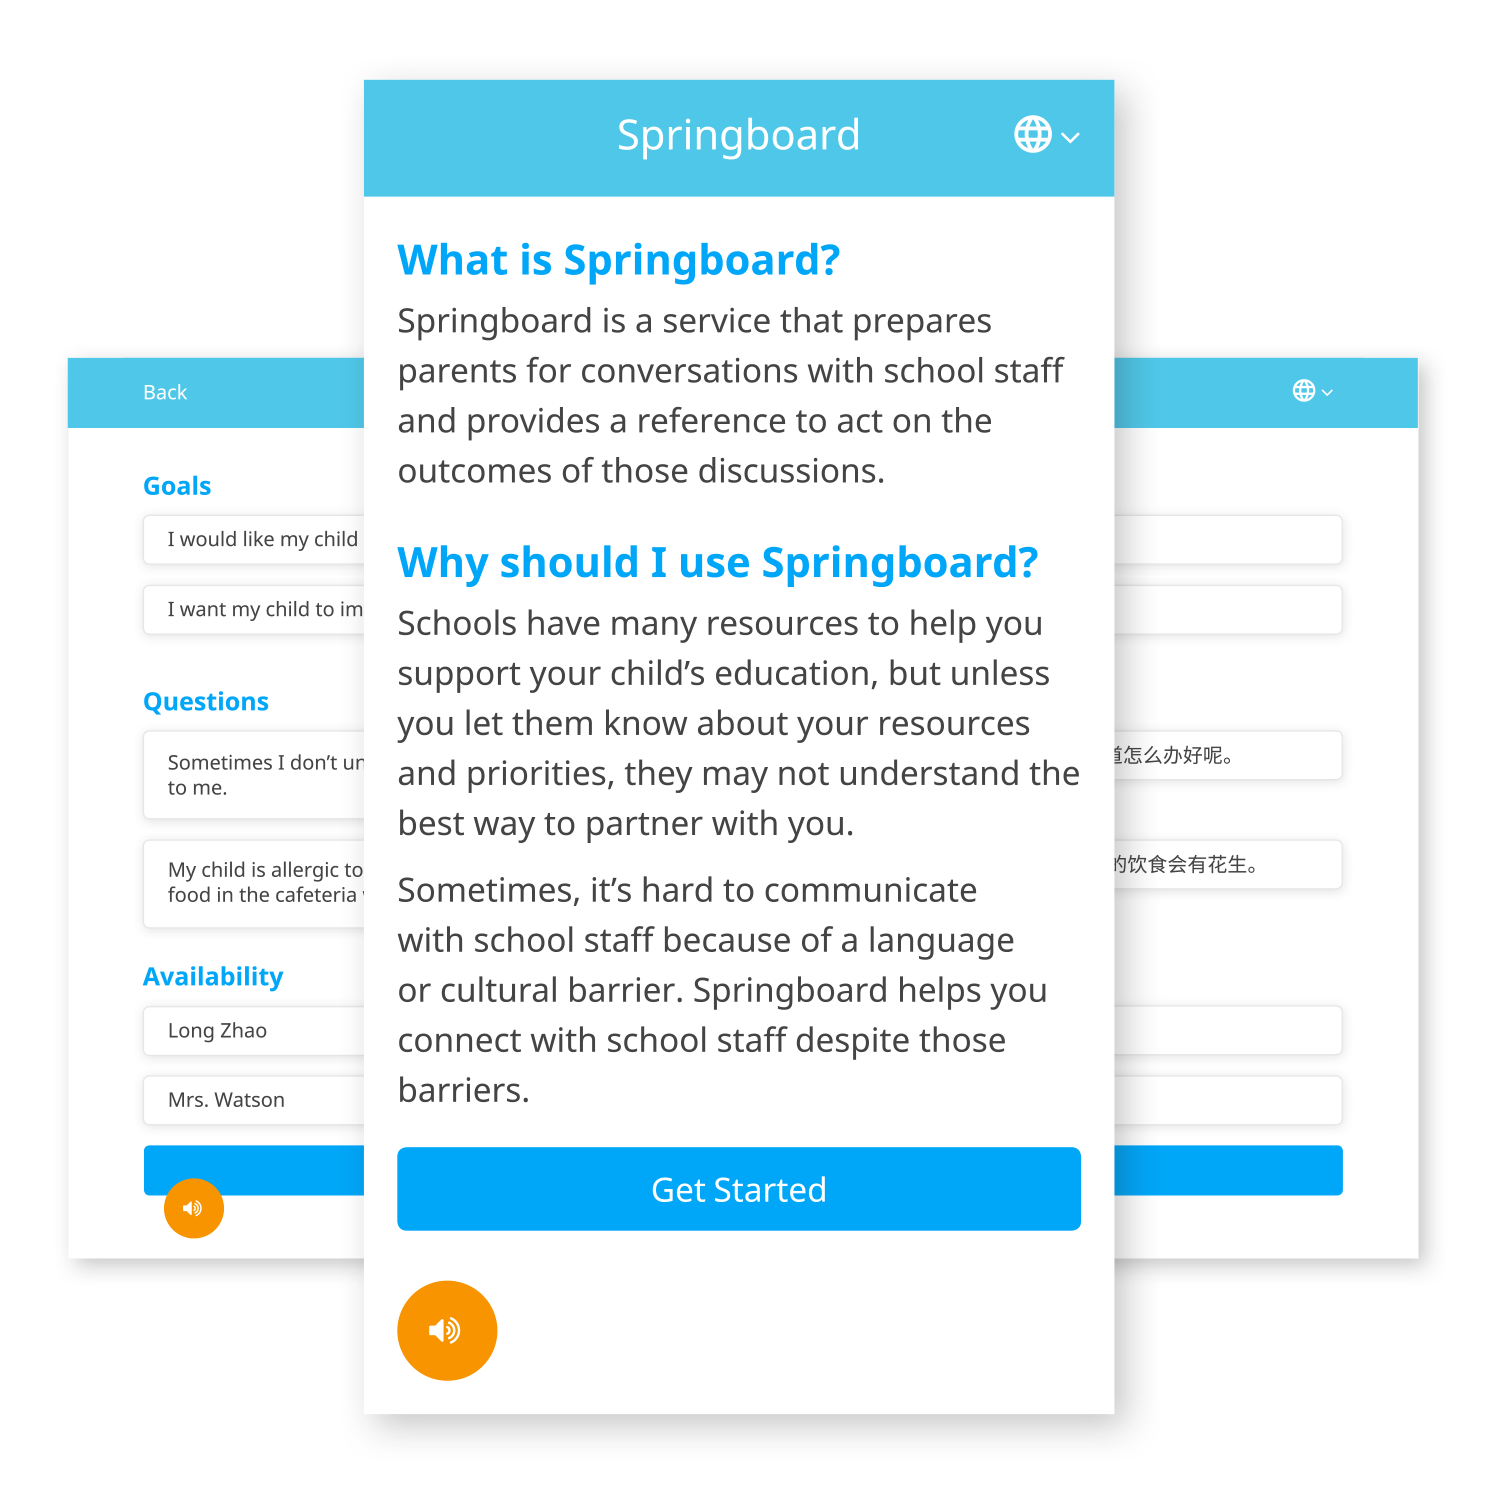 Springboard
What is Springboard?
Springboard is a service that prepares
parents for conversations with school staff
and provides a reference to act on the
outcomes of those discussions.
Why should I use Springboard?
Schools have many resources to help you
support your child’s education, but unless
you let them know about your resources
and priorities, they may not understand the
best way to partner with you.
Sometimes, it’s hard to communicate
with school staff because of a language
or cultural barrier. Springboard helps you
connect with school staff despite those
barriers.
Get Started
Back
Goals
I would like my child
I want my child to im
Questions
Sometimes I don’t un
to me.
My child is allergic to
food in the cafeteria
Availability
Long Zhao
Mrs. Watson
道怎么办好呢。
的饮食会有花生。